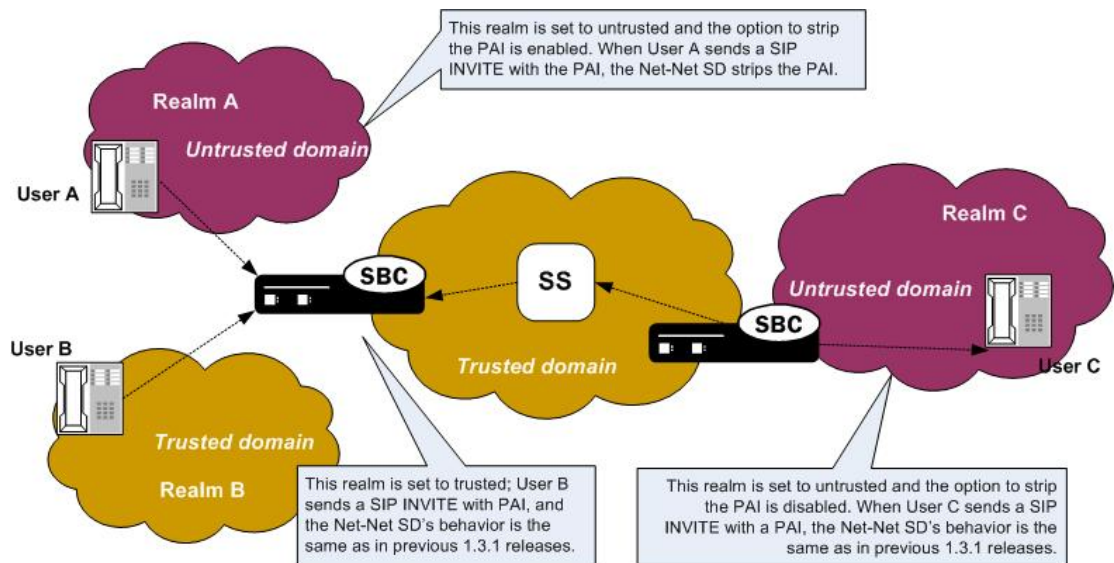 This realm is set to untrusted and the option to strip
the PAI is enabled. When User A sends a SIP
INVITE with the PAI, the Net-Net SD strips the PAI.
Realm A
Untrusted domain
User A
Realm C
Untrusted domain
User C
SBC
SS
SBC
Trusted domain
User B
Trusted domain
Realm B
This realm is set to trusted; User B
sends a SIP INVITE with PAI, and
the Net-Net SD's behavior is the
same as in previous 1.3.1 releases.
This realm is set to untrusted and the option to strip
the PAI is disabled. When User C sends a SIP
INVITE with a PAI, the Net-Net SD's behavior is the
same as in previous 1.3.1 releases.